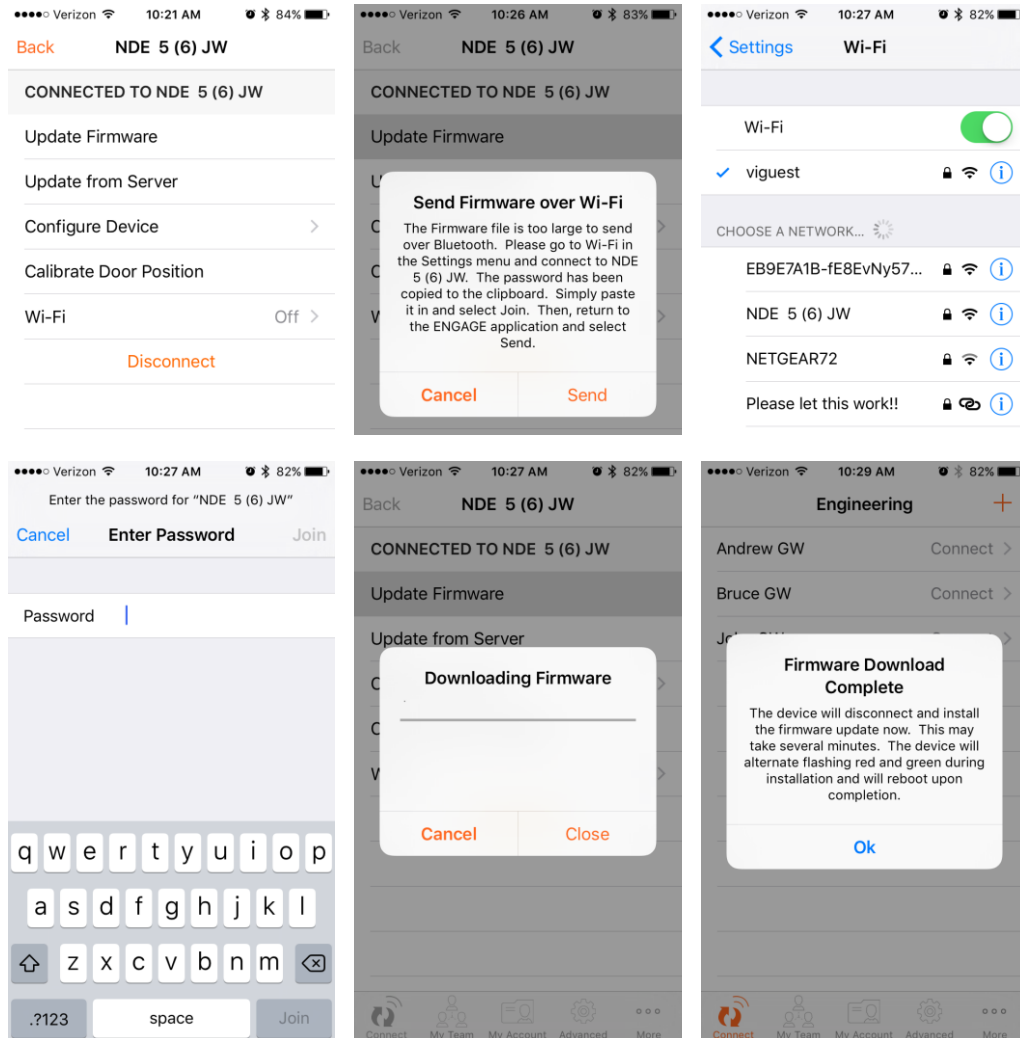 Verizon 10:21 AM 84%
Back NDE 5 (6) JW
CONNECTED TO NDE 5 (6) JW
Update Firmware
Update from Server
Configure Device
Calibrate Door Position
Wi-Fi Off
Disconnect
Verizon 10:26 AM 83%
Back NDE 5 (6) JW
CONNECTED TO NDE 5 (6) JW
Update Firmware
Send Firmware over Wi-Fi
The Firmware file is too large to send
over Bluetooth. Please go to Wi-Fi in
the Settings menu and connect to NDE
5 (6) JW. The password has been
copied to the clipboard. Simply paste
it in and select Join. Then, return to
the ENGAGE application and select
Send.
Cancel Send
Verizon 10:27 AM 82%
Settings Wi-Fi
Wi-Fi
viguest
CHOOSE A NETWORK...
EB9E7A1B-fE8EvNy57...
NDE 5 (6) JW
NETGEAR72
Please let this work!!
Verizon 10:27 AM 82%
Enter the password for “NDE 5 (6) JW”
Cancel Enter Password Join
Password
q w e r t y u i o p
a s d f g h j k l
z x c v b n m
.?123 space Join
Verizon 10:27 AM 82%
Back NDE 5 (6) JW
CONNECTED TO NDE 5 (6) JW
Update Firmware
Update from Server
Downloading Firmware
Cancel Close
Connect My Team My Account Advanced More
Verizon 10:29 AM 82%
Engineering +
Andrew GW Connect
Bruce GW Connect
Firmware Download
Complete
The device will disconnect and install
the firmware update now. This may
take several minutes. The device will
alternate flashing red and green during
installation and will reboot upon
completion.
Ok
Connect My Team My Account Advanced More